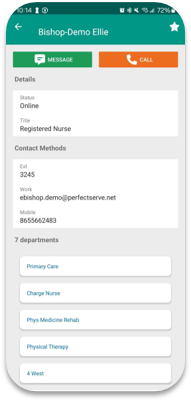 10:14
72%
Bishop-Demo Ellie
MESSAGE
CALL
Details
Status
Online
Title
Registered Nurse
Contact Methods
Ext
3245
Work
ebishop.demo@perfectserve.net
Mobile
8655662483
7 departments
Primary Care
Charge Nurse
Phys Medicine Rehab
Physical Therapy
4 West